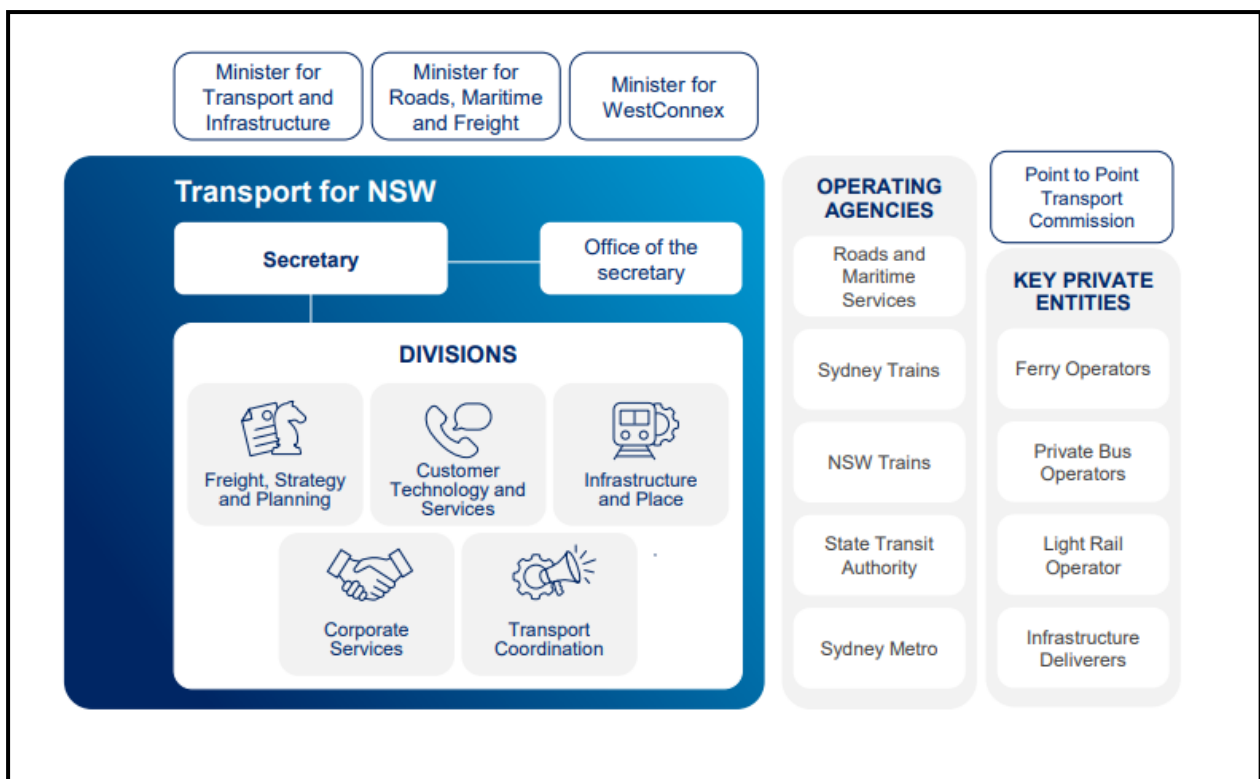 Minister for
Transport and
Infrastructure
Minister for
Roads, Maritime
and Freight
Minister for
WestConnex
Transport for NSW
Secretary
Office of the
secretary
DIVISIONS
Freight, Strategy
and Planning
Customer
Technology and
Services
Infrastructure
and Place
Corporate
Services
Transport
Coordination
OPERATING
AGENCIES
Roads and
Maritime
Services
Sydney Trains
NSW Trains
State Transit
Authority
Sydney Metro
Point to Point
Transport
Commission
KEY PRIVATE
ENTITIES
Ferry Operators
Private Bus
Operators
Light Rail
Operator
Infrastructure
Deliverers